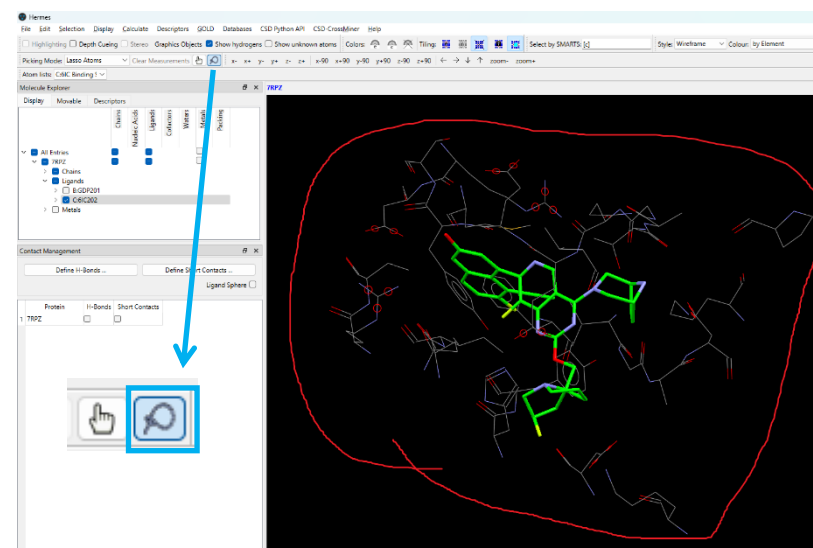 Hermes
File Edit Selection Display Calculate Descriptors GOLD Databases CSD Python API CSD-CrossMiner Help
Highlighting Depth Cueing Stereo Graphics Objects Show hydrogens Show unknown atoms Colors: Tiling: Select by SMARTS: [c] Style: Wireframe Colour: by Element
Picking Mode: Lasso Atoms Clear Measurements x- x+ y- y+ z- z+ x-90 x+90 y-90 y+90 z-90 z+90 ← → ↓ ↑ zoom- zoom+
Atom lists: C:6IC Binding S
Molecule Explorer
7RPZ
Display Movable Descriptors
Chains Nucleic Acids Ligands Cofactors Waters Metals Packing
All Entries
7RPZ
Chains
Ligands
B:GDP201
C:6IC202
Metals
Contact Management
Define H-Bonds ... Define Short Contacts ...
Ligand Sphere
Protein H-Bonds Short Contacts
1 7RPZ